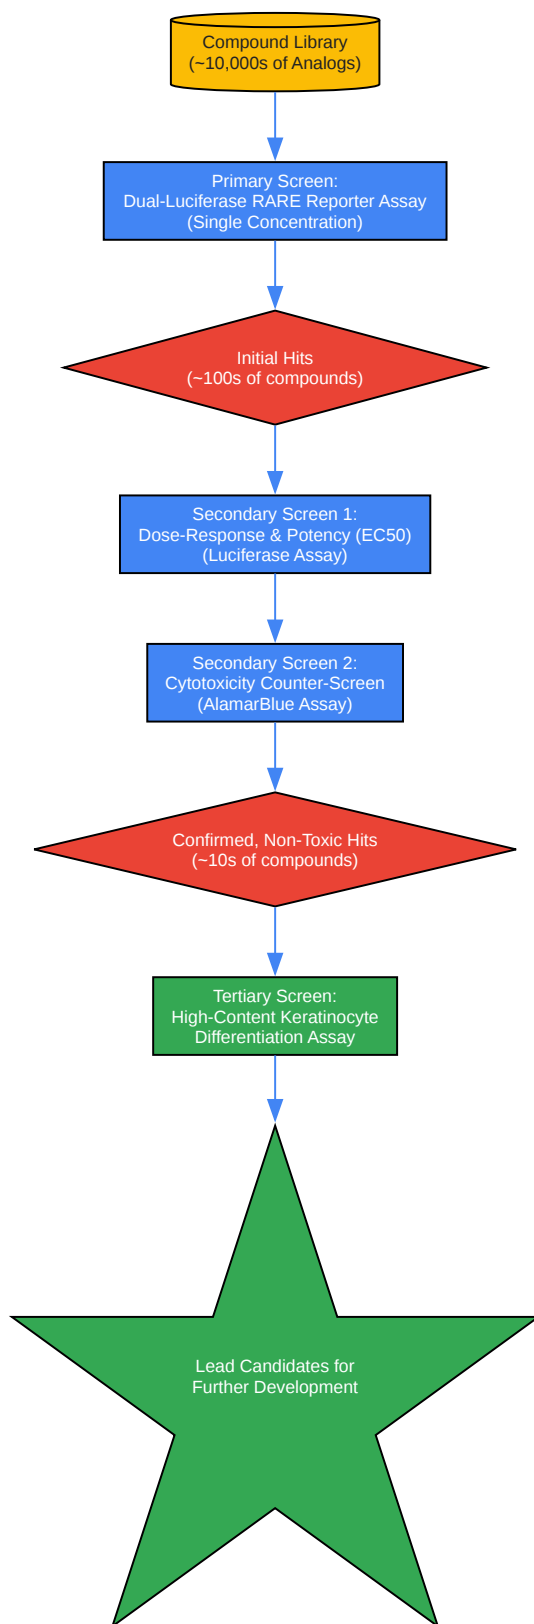 Compound Library
(~10,000s of Analogs)
Primary Screen:
Dual-Luciferase RARE Reporter Assay
(Single Concentration)
Initial Hits
(~100s of compounds)
Secondary Screen 1:
Dose-Response & Potency (EC50)
(Luciferase Assay)
Secondary Screen 2:
Cytotoxicity Counter-Screen
(AlamarBlue Assay)
Confirmed, Non-Toxic Hits
(~10s of compounds)
Tertiary Screen:
High-Content Keratinocyte
Differentiation Assay
Lead Candidates for
Further Development